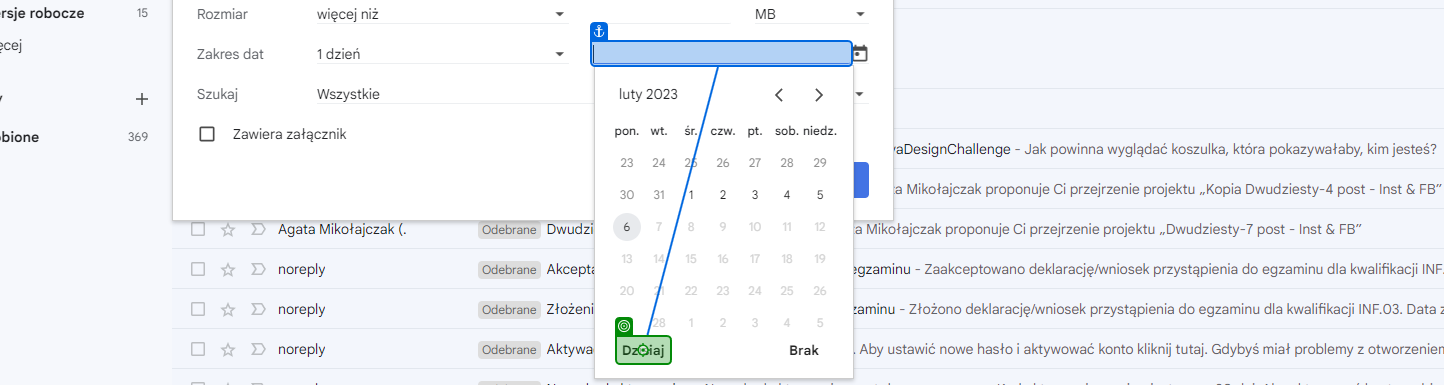 rsje robocze 15
Rozmiar więcej niż MB
ęcej
Zakres dat 1 dzień
luty 2023
Szukaj Wszystkie
obione 369
Zawiera załącznik
pon. wt. śr. czw. pt. sob. niedz.
23 24 25 26 27 28 29
30 31 1 2 3 4 5
6 7 8 9 10 11 12
13 14 15 16 17 18 19
20 21 22 23 24 25 26
28 1 2 3 4 5
Dzisiaj Brak
vaDesignChallenge - Jak powinna wyglądać koszulka, która pokazywałaby, kim jesteś?
ta Mikołajczak proponuje Ci przejrzenie projektu „Kopia Dwudziesty-4 post - Inst & FB”
Agata Mikołajczak (. Odebrane Dwudzi a Mikołajczak proponuje Ci przejrzenie projektu „Dwudziesty-7 post - Inst & FB”
noreply Odebrane Akcepta egzaminu - Zaakceptowano deklarację/wniosek przystąpienia do egzaminu dla kwalifikacji INF.
noreply Odebrane Złożeni zaminu - Złożono deklarację/wniosek przystąpienia do egzaminu dla kwalifikacji INF.03. Data z
noreply Odebrane Aktywa . Aby ustawić nowe hasło i aktywować konto kliknij tutaj. Gdybyś miał problemy z otworzeniem